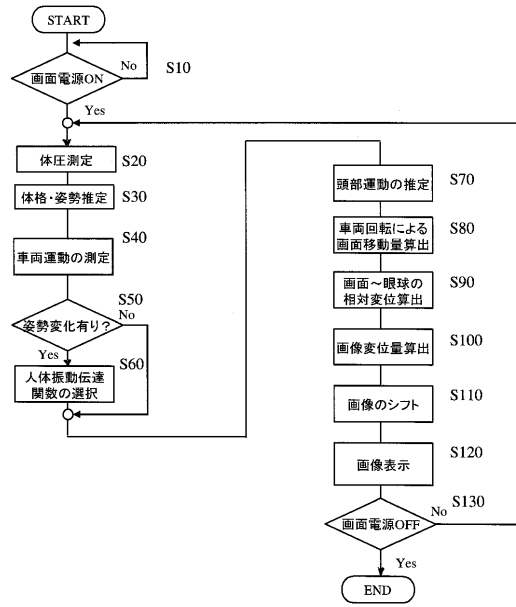 START
画面電源ON
No
S10
Yes
体圧測定
S20
体格・姿勢推定
S30
車両運動の測定
S40
姿勢変化有り?
S50
No
Yes
人体振動伝達
関数の選択
S60
頭部運動の推定
S70
車両回転による
画面移動量算出
S80
画面～眼球の
相対変位算出
S90
画像変位量算出
S100
画像のシフト
S110
画像表示
S120
画面電源OFF
S130
No
Yes
END